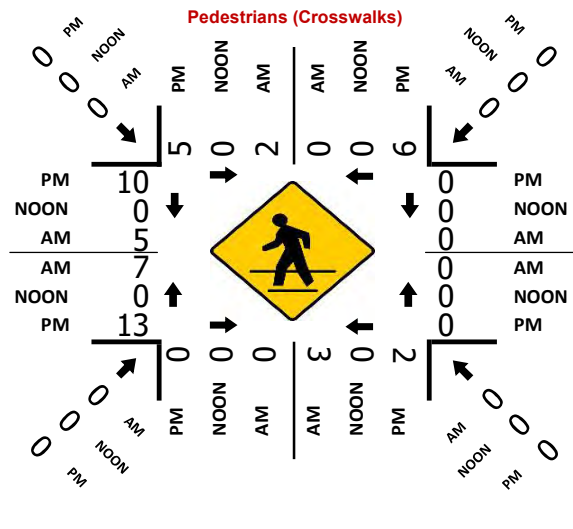 Pedestrians (Crosswalks)
PM NOON AM
0 0 0
PM NOON AM AM NOON PM
5 0 2 0 0 9
PM NOON AM
0 0 0
PM 10 0 PM
NOON 0 0 NOON
AM 5 0 AM
AM 7 0 AM
NOON 0 0 NOON
PM 13 0 PM
0 0 0 3 0 2
PM NOON AM AM NOON PM
0 0 0
AM NOON PM
0 0 0
AM NOON PM